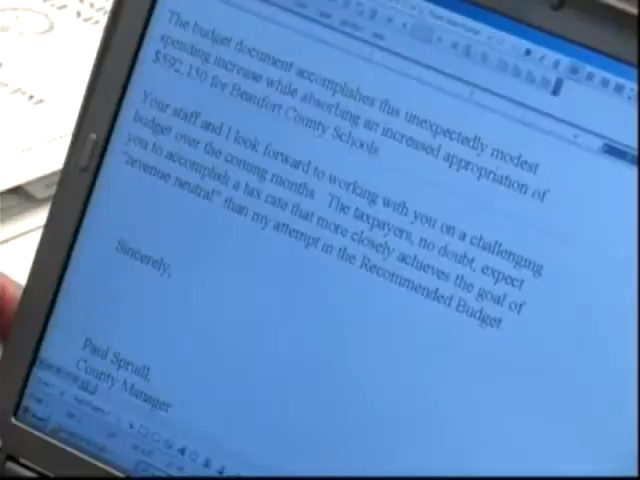 The budget document accomplishes this unexpectedly modest
spending increase while absorbing an increased appropriation of
$592,150 for Beaufort County Schools.
Your staff and I look forward to working with you on a challenging
budget over the coming months. The taxpayers, no doubt, expect
you to accomplish a tax rate that more closely achieves the goal of
"revenue neutral" than my attempt in the Recommended Budget
Sincerely,
Paul Spruill,
County Manager